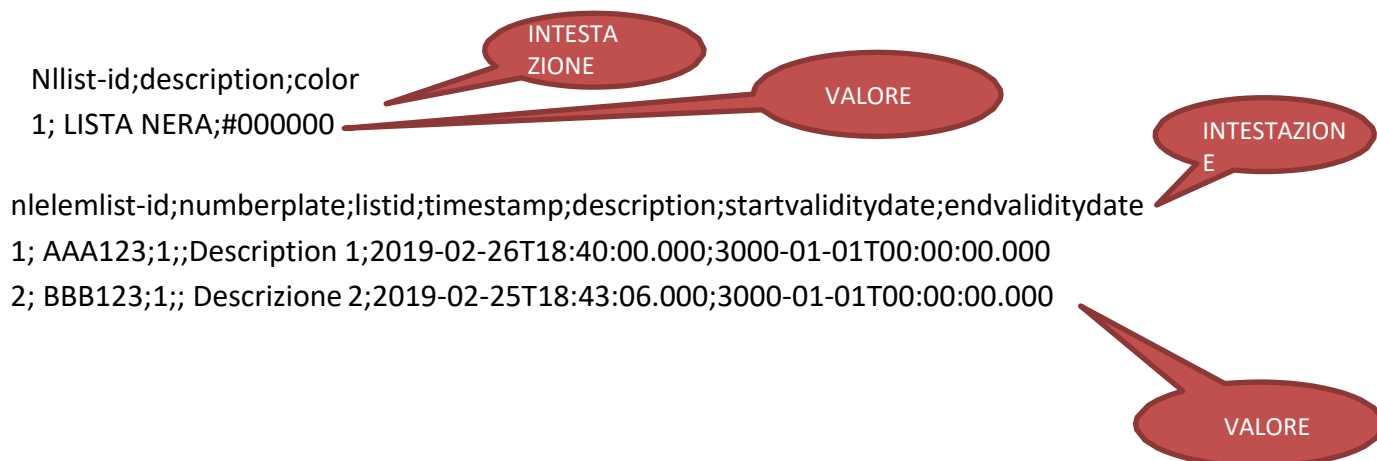 INTESTA
ZIONE
Nllist-id;description;color
VALORE
1; LISTA NERA;#000000
INTESTAZION
E
nlelemlist-id;numberplate;listid;timestamp;description;startvaliditydate;endvaliditydate
1; AAA123;1;;Description 1;2019-02-26T18:40:00.000;3000-01-01T00:00:00.000
2; BBB123;1;; Descrizione 2;2019-02-25T18:43:06.000;3000-01-01T00:00:00.000
VALORE